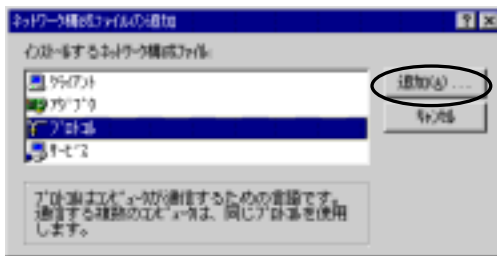 ネットワーク構成ファイルの追加
インストールするネットワーク構成ファイル:
クライアント
アダプタ
プロトコル
サービス
追加(A)...
キャンセル
プロトコルはコンピュータが通信するための言語です。
通信する複数のコンピュータは、同じプロトコルを使用
します。